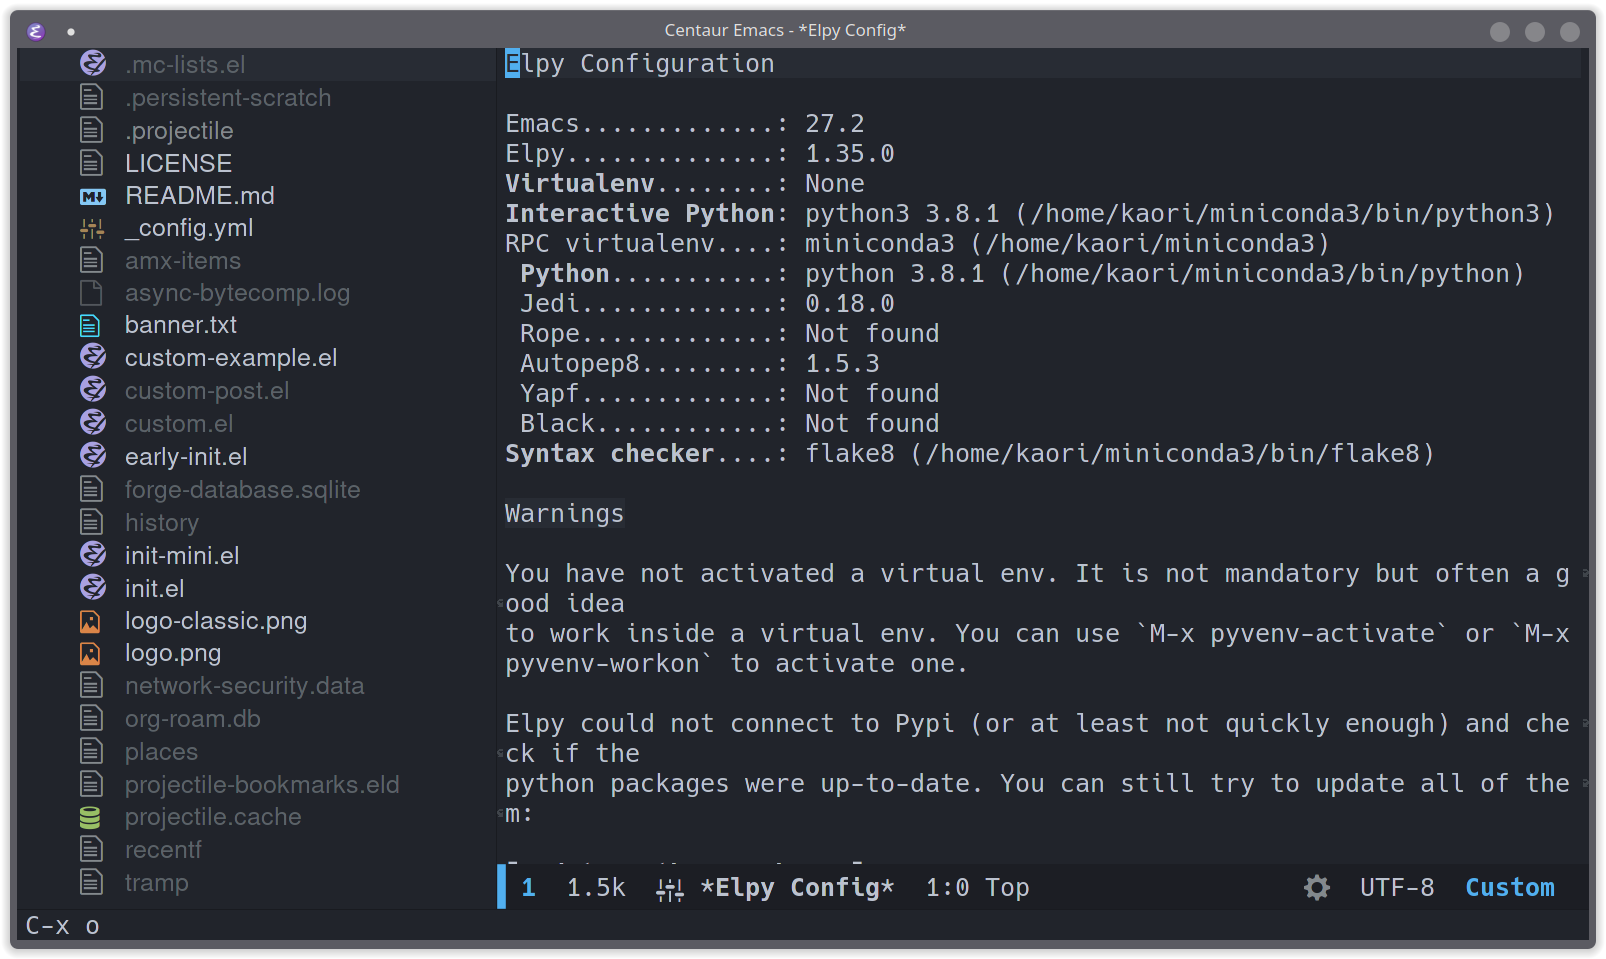 Centaur Emacs - *Elpy Config*
.mc-lists.el
.persistent-scratch
.projectile
LICENSE
README.md
_config.yml
amx-items
async-bytecomp.log
banner.txt
custom-example.el
custom-post.el
custom.el
early-init.el
forge-database.sqlite
history
init-mini.el
init.el
logo-classic.png
logo.png
network-security.data
org-roam.db
places
projectile-bookmarks.eld
projectile.cache
recentf
tramp
Elpy Configuration
Emacs.............: 27.2
Elpy..............: 1.35.0
Virtualenv........: None
Interactive Python: python3 3.8.1 (/home/kaori/miniconda3/bin/python3)
RPC virtualenv....: miniconda3 (/home/kaori/miniconda3)
 Python...........: python 3.8.1 (/home/kaori/miniconda3/bin/python)
 Jedi.............: 0.18.0
 Rope.............: Not found
 Autopep8.........: 1.5.3
 Yapf.............: Not found
 Black............: Not found
Syntax checker....: flake8 (/home/kaori/miniconda3/bin/flake8)
Warnings
You have not activated a virtual env. It is not mandatory but often a g
ood idea
to work inside a virtual env. You can use `M-x pyvenv-activate` or `M-x
pyvenv-workon` to activate one.
Elpy could not connect to Pypi (or at least not quickly enough) and che
ck if the
python packages were up-to-date. You can still try to update all of the
m:
1 1.5k *Elpy Config* 1:0 Top UTF-8 Custom
C-x o